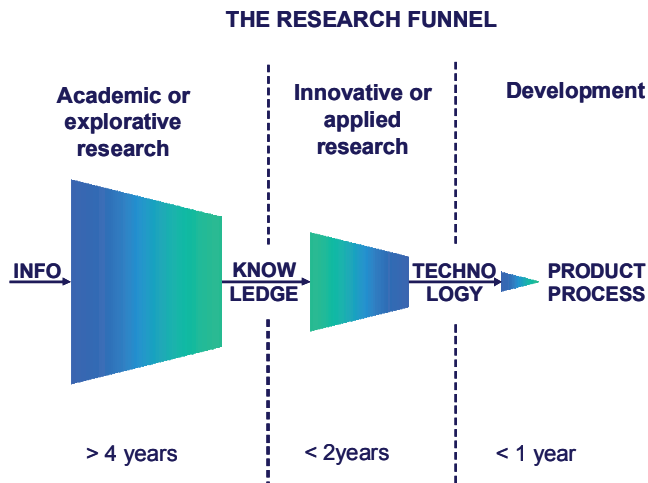 THE RESEARCH FUNNEL
Academic or
explorative
research
Innovative or
applied
research
Development
INFO
KNOW
LEDGE
TECHNO
LOGY
PRODUCT
PROCESS
> 4 years
< 2years
< 1 year